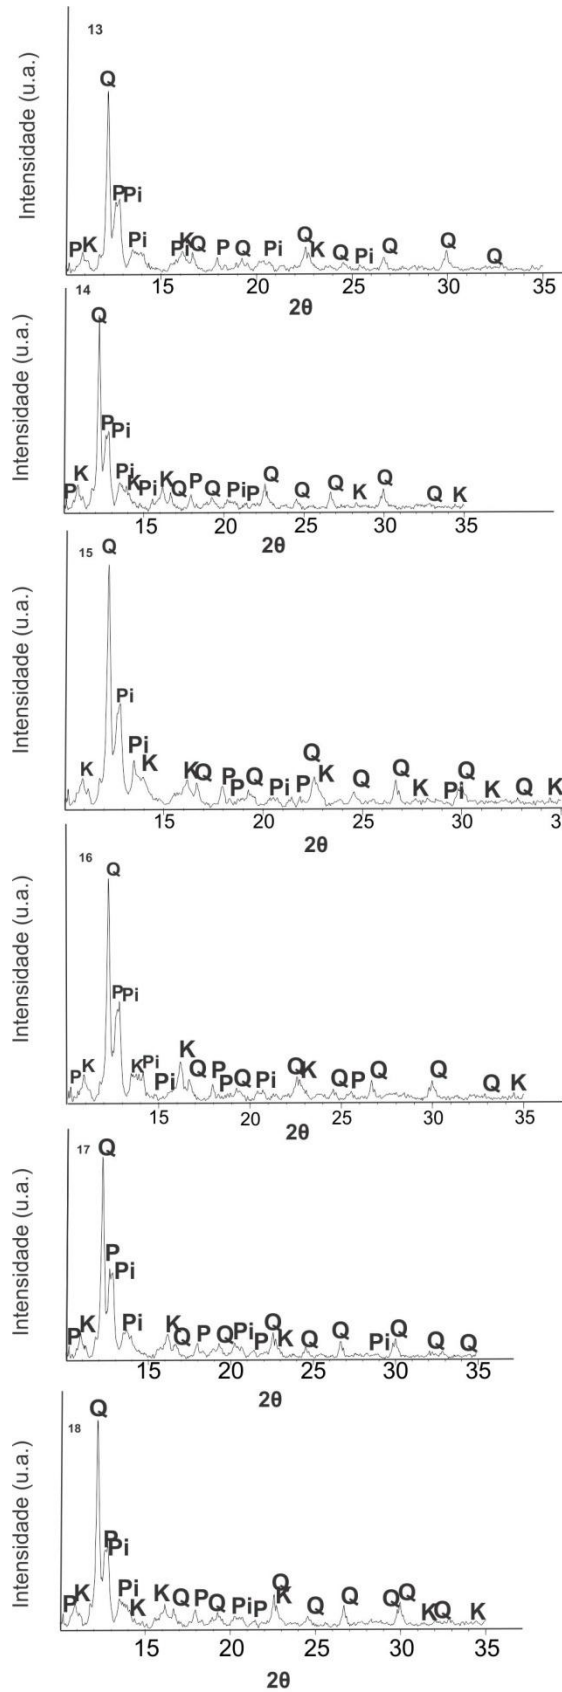 13
Intensidade (u.a.)
Q
P Pi
P K Pi Pi K Q P Q Pi Q K Q Pi Q Q Q
15 20 25 30 35
2θ
14
Intensidade (u.a.)
Q
P Pi
P K Pi K Pi K Q P Q Pi P Q Q Q K Q Q K
15 20 25 30 35
2θ
15
Intensidade (u.a.)
Q
Pi
K Pi K K Q P P Q Pi P Q K Q Q K Pi Q K Q K
15 20 25 30 35
2θ
16
Intensidade (u.a.)
Q
P Pi
P K K Pi Pi K Q P P Q Pi Q K Q P Q Q Q K
15 20 25 30 35
2θ
17
Intensidade (u.a.)
Q
P
Pi
P K Pi K Q P Q Pi P Q K Q Q Pi Q Q Q
15 20 25 30 35
2θ
18
Intensidade (u.a.)
Q
P
Pi
P K Pi K K Q P Q Pi P Q K Q Q Q Q K Q K
15 20 25 30 35
2θ